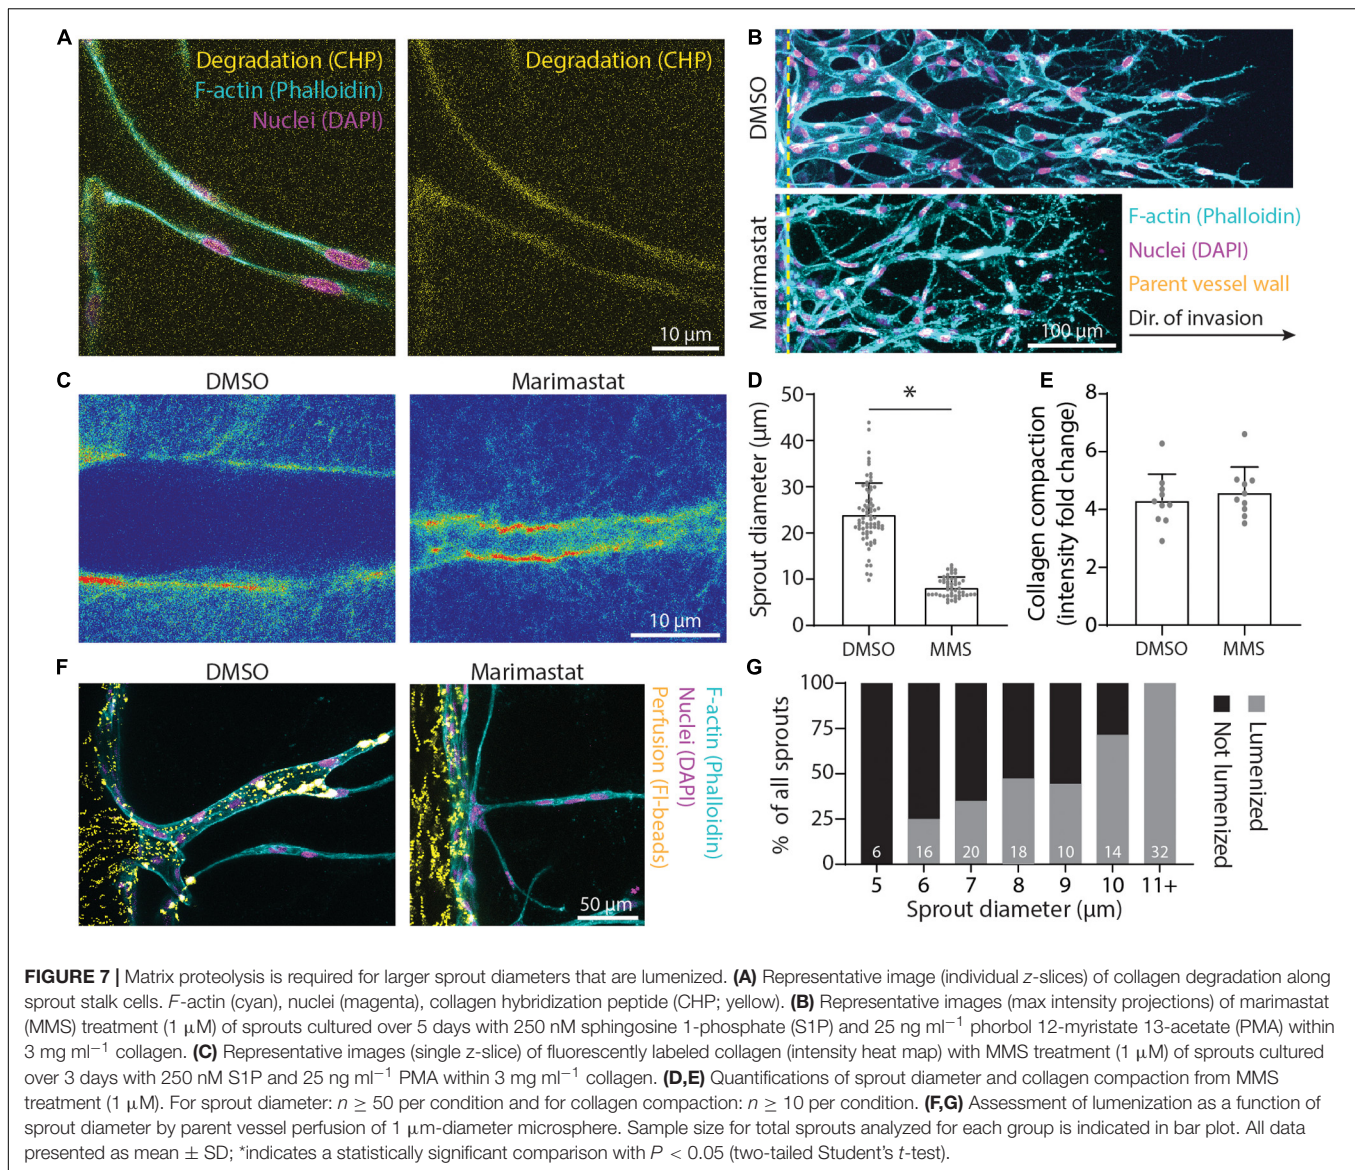 A
Degradation (CHP)
F-actin (Phalloidin)
Nuclei (DAPI)
Degradation (CHP)
10 µm
B
DMSO
Marimastat
100 µm
F-actin (Phalloidin)
Nuclei (DAPI)
Parent vessel wall
Dir. of invasion
C
DMSO
Marimastat
10 µm
D
Sprout diameter (µm)
50
40
30
20
10
0
*
DMSO
MMS
E
Collagen compaction
(intensity fold change)
8
6
4
2
0
DMSO
MMS
F
DMSO
Marimastat
50 µm
F-actin (Phalloidin)
Nuclei (DAPI)
Perfusion (Fl-beads)
G
% of all sprouts
100
75
50
25
0
6 16 20 18 10 14 32
5 6 7 8 9 10 11+
Sprout diameter (µm)
Not lumenized
Lumenized
FIGURE 7 | Matrix proteolysis is required for larger sprout diameters that are lumenized. (A) Representative image (individual z-slices) of collagen degradation along
sprout stalk cells. F-actin (cyan), nuclei (magenta), collagen hybridization peptide (CHP; yellow). (B) Representative images (max intensity projections) of marimastat
(MMS) treatment (1 µM) of sprouts cultured over 5 days with 250 nM sphingosine 1-phosphate (S1P) and 25 ng ml−1 phorbol 12-myristate 13-acetate (PMA) within
3 mg ml−1 collagen. (C) Representative images (single z-slice) of fluorescently labeled collagen (intensity heat map) with MMS treatment (1 µM) of sprouts cultured
over 3 days with 250 nM S1P and 25 ng ml−1 PMA within 3 mg ml−1 collagen. (D,E) Quantifications of sprout diameter and collagen compaction from MMS
treatment (1 µM). For sprout diameter: n ≥ 50 per condition and for collagen compaction: n ≥ 10 per condition. (F,G) Assessment of lumenization as a function of
sprout diameter by parent vessel perfusion of 1 µm-diameter microsphere. Sample size for total sprouts analyzed for each group is indicated in bar plot. All data
presented as mean ± SD; *indicates a statistically significant comparison with P < 0.05 (two-tailed Student's t-test).